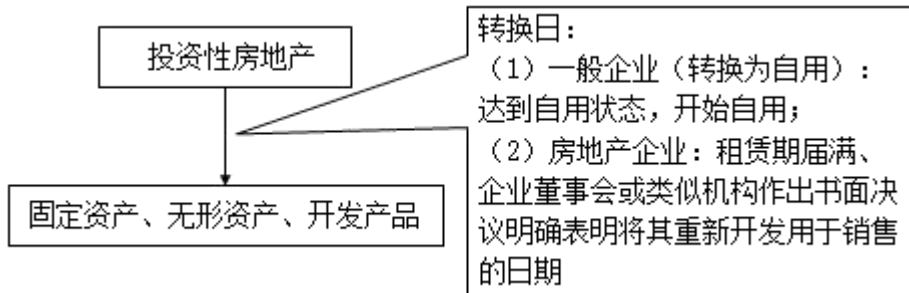 投资性房地产
固定资产、无形资产、开发产品
转换日：
（1）一般企业（转换为自用）：
达到自用状态，开始自用；
（2）房地产企业：租赁期届满、
企业董事会或类似机构作出书面决
议明确表明将其重新开发用于销售
的日期